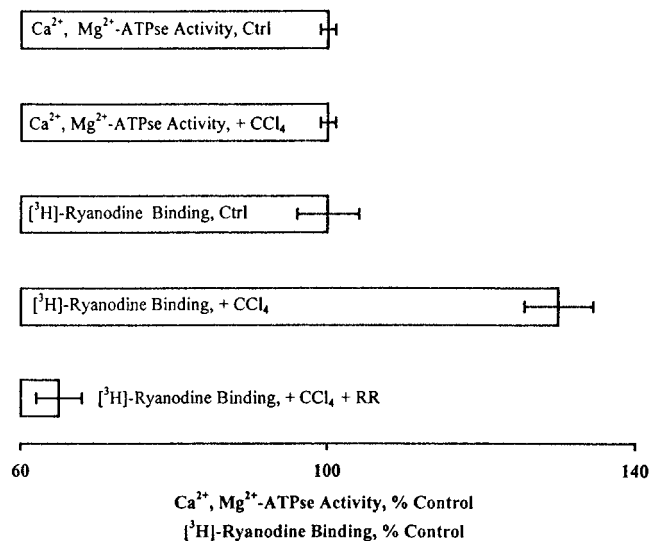 Ca²⁺, Mg²⁺-ATPse Activity, Ctrl
Ca²⁺, Mg²⁺-ATPse Activity, + CCl₄
[³H]-Ryanodine Binding, Ctrl
[³H]-Ryanodine Binding, + CCl₄
[³H]-Ryanodine Binding, + CCl₄ + RR
60 100 140
Ca²⁺, Mg²⁺-ATPse Activity, % Control
[³H]-Ryanodine Binding, % Control